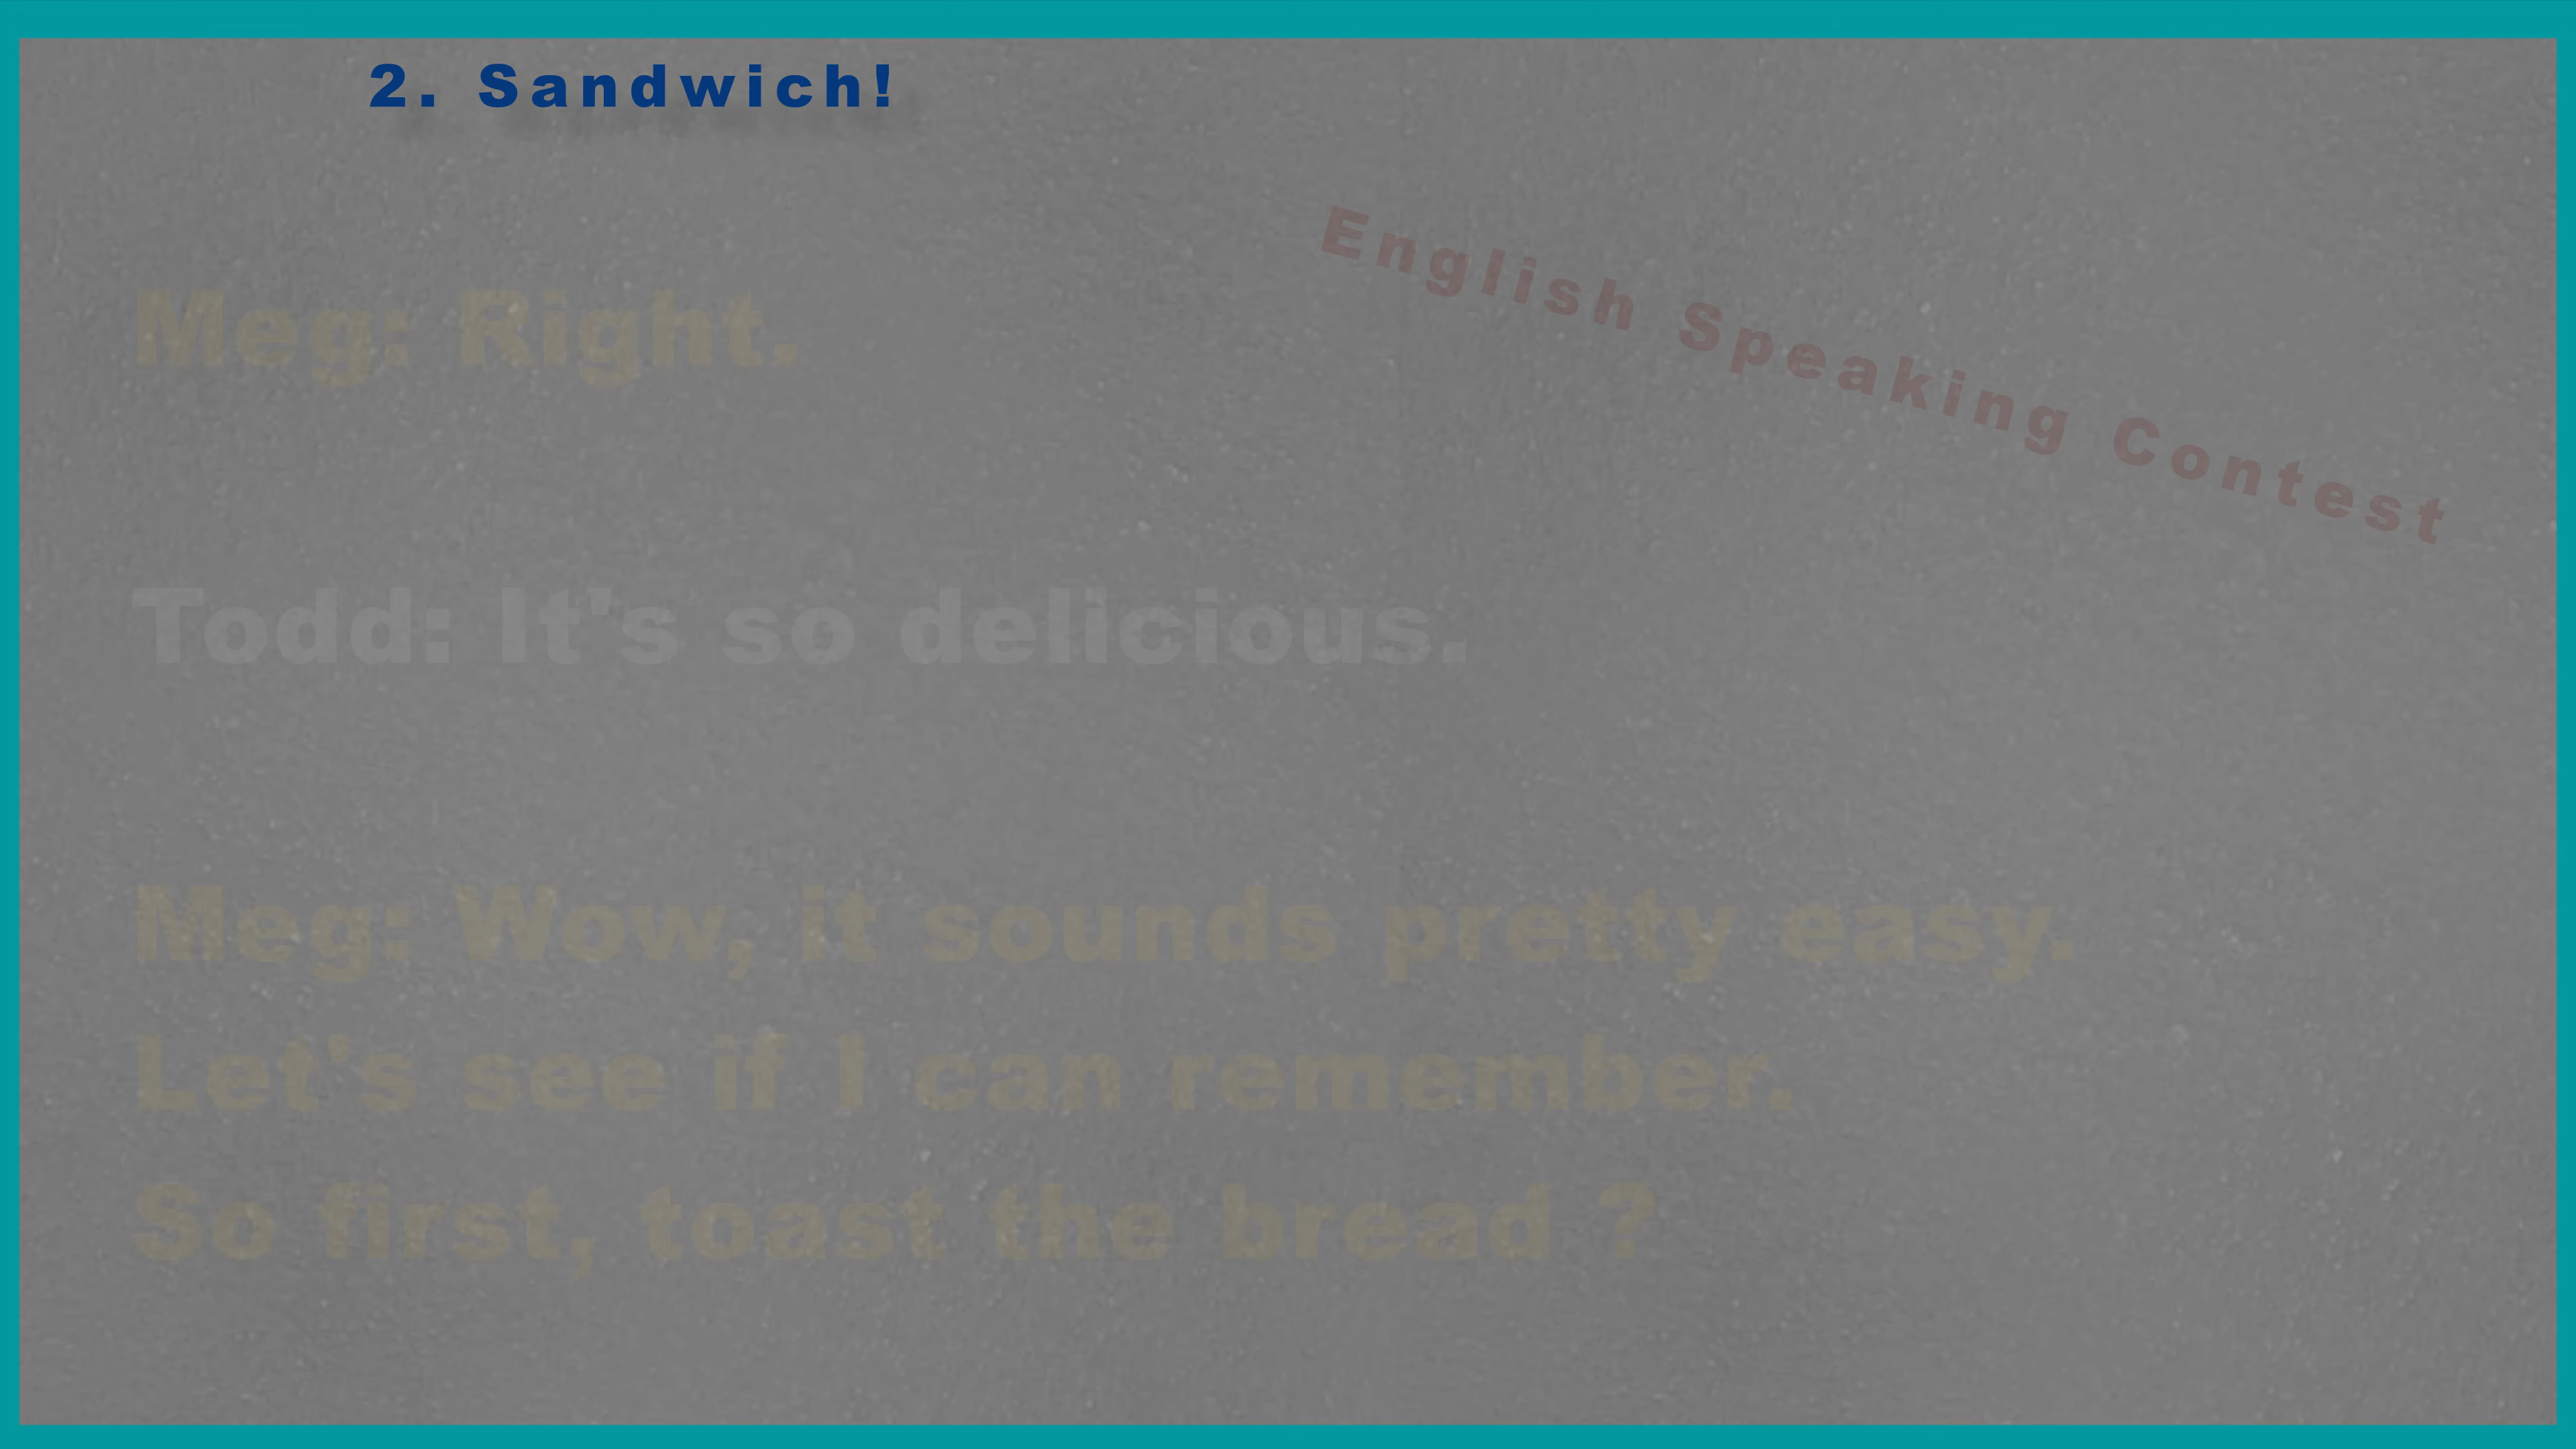 2. Sandwich!
English Speaking Contest
Meg: Right.
Todd: It's so delicious.
Meg: Wow, it sounds pretty easy.
Let's see if I can remember.
So first, toast the bread ?